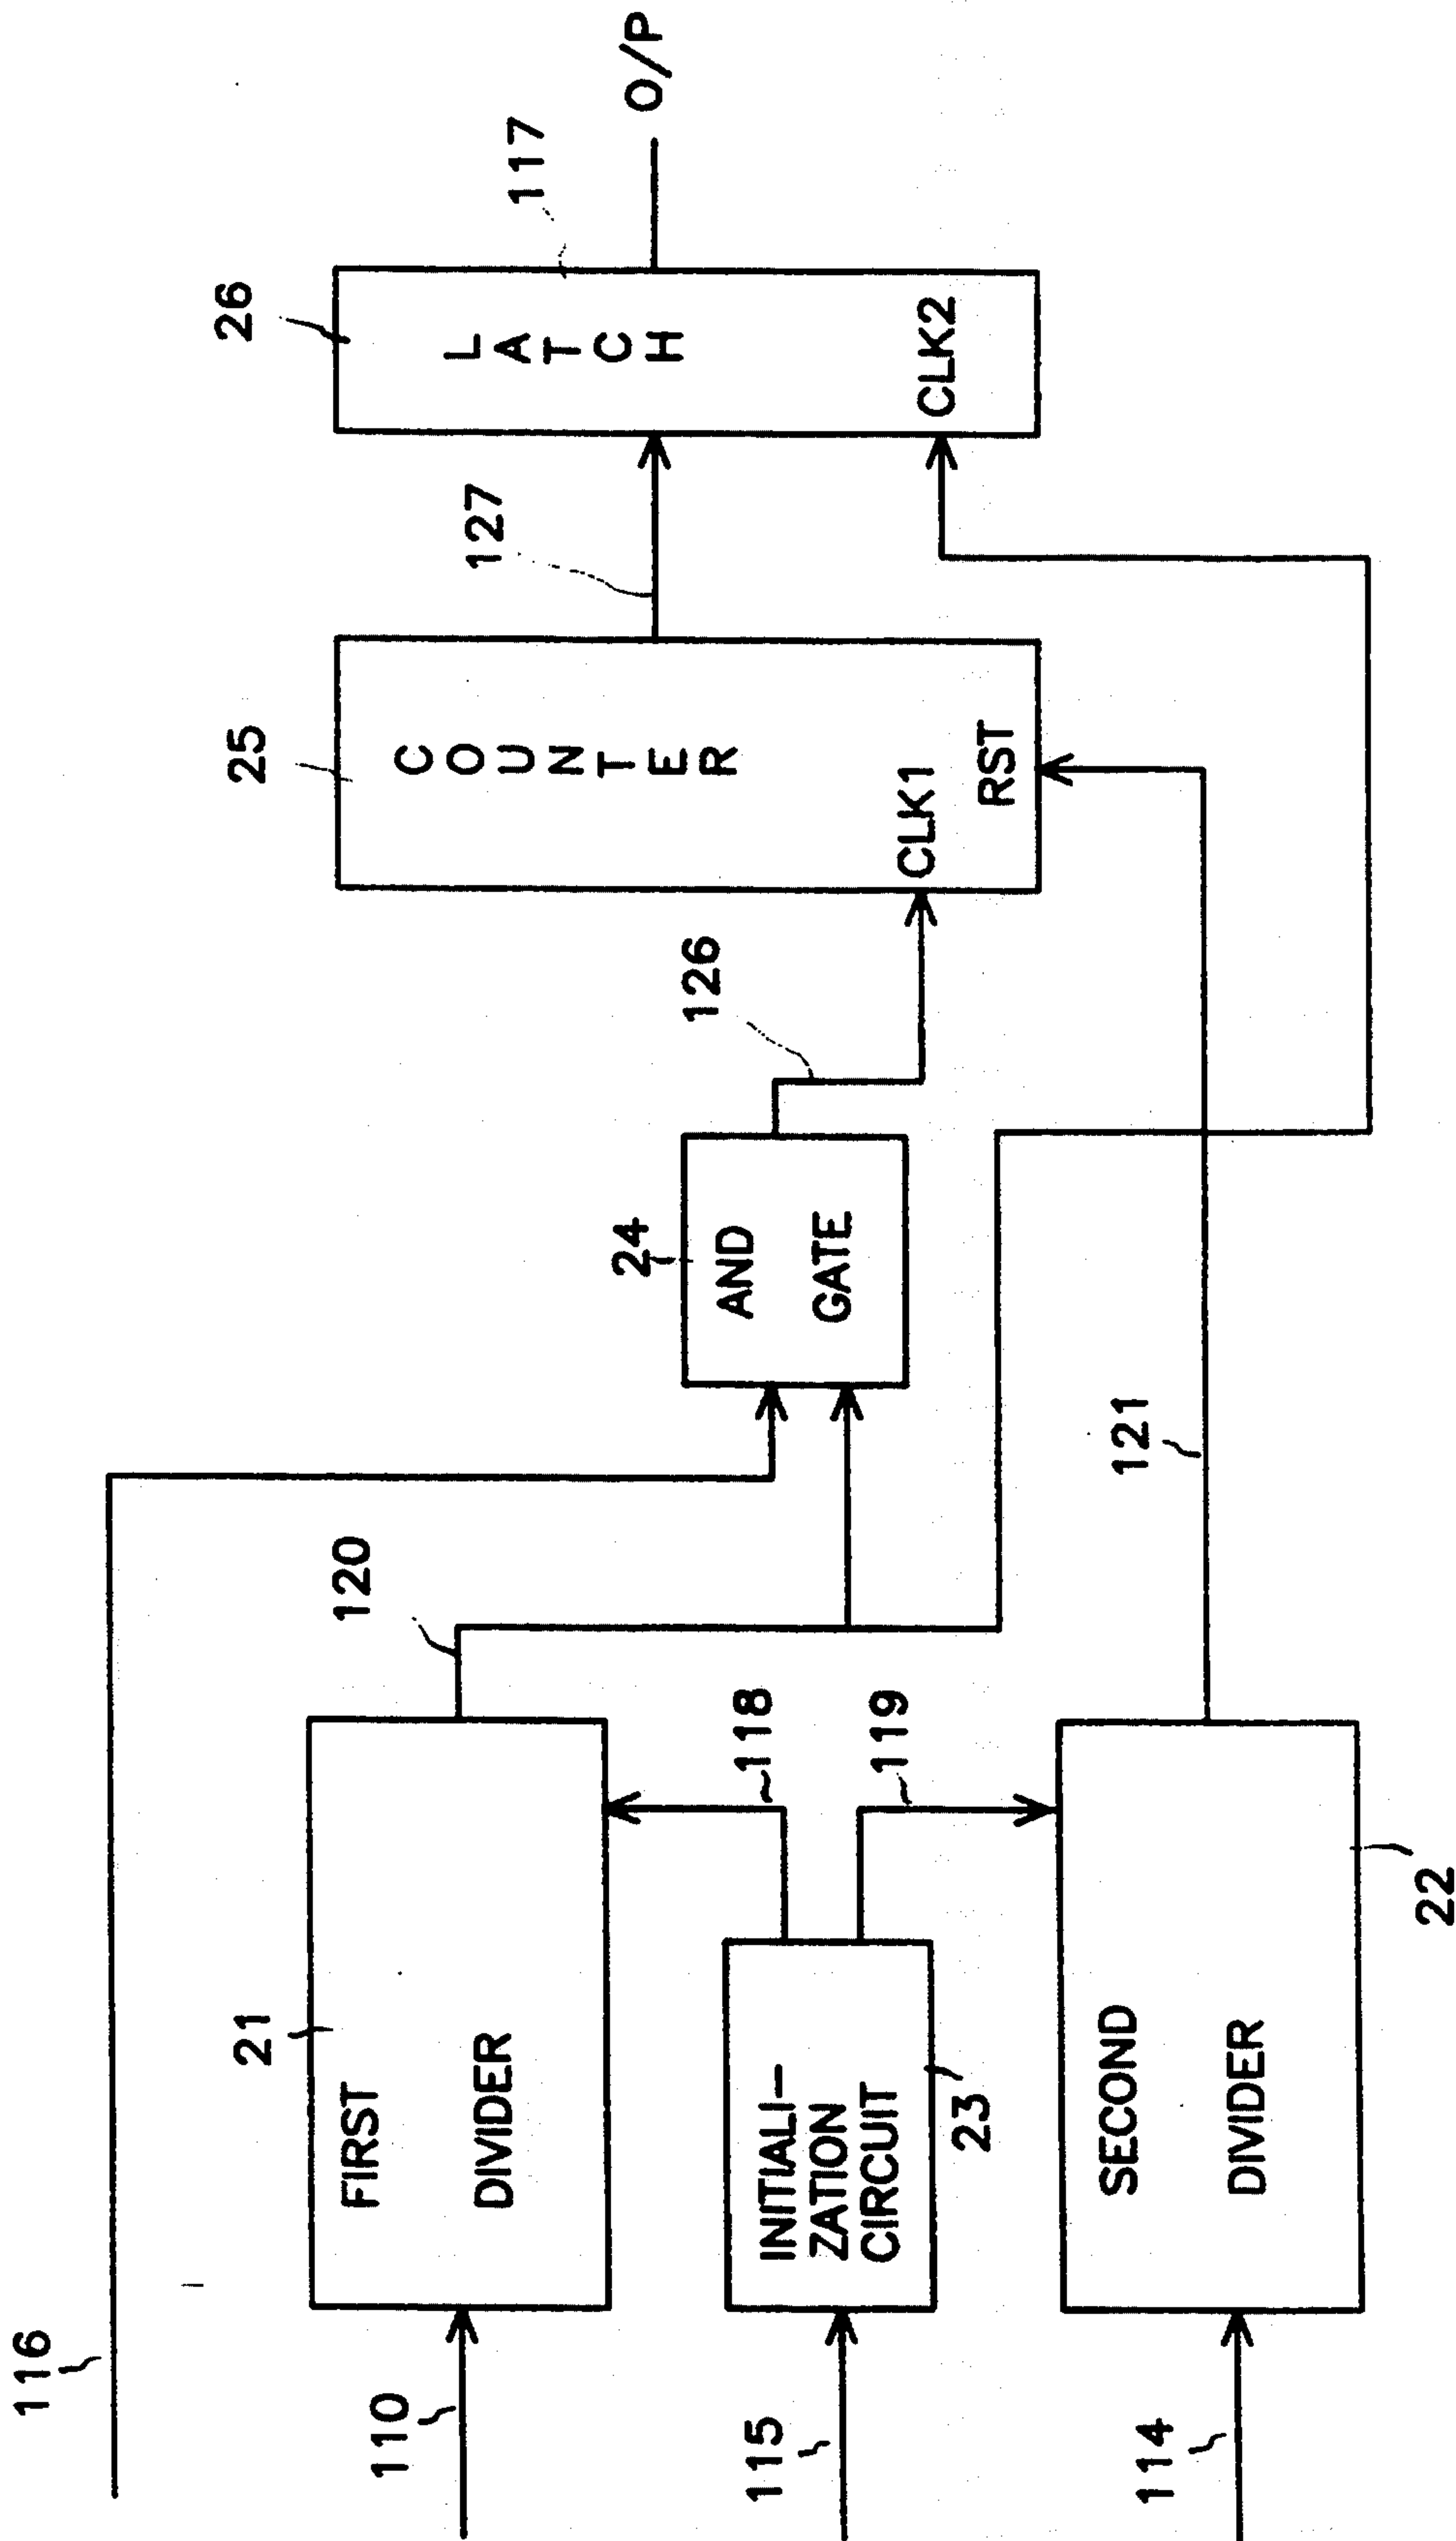 116
110
21
FIRST
DIVIDER
120
115
INITIALI-
ZATION
CIRCUIT
23
118
119
114
SECOND
DIVIDER
22
121
24
AND
GATE
126
25
COUNTER
CLK1
RST
127
26
LATCH
CLK2
117
O/P